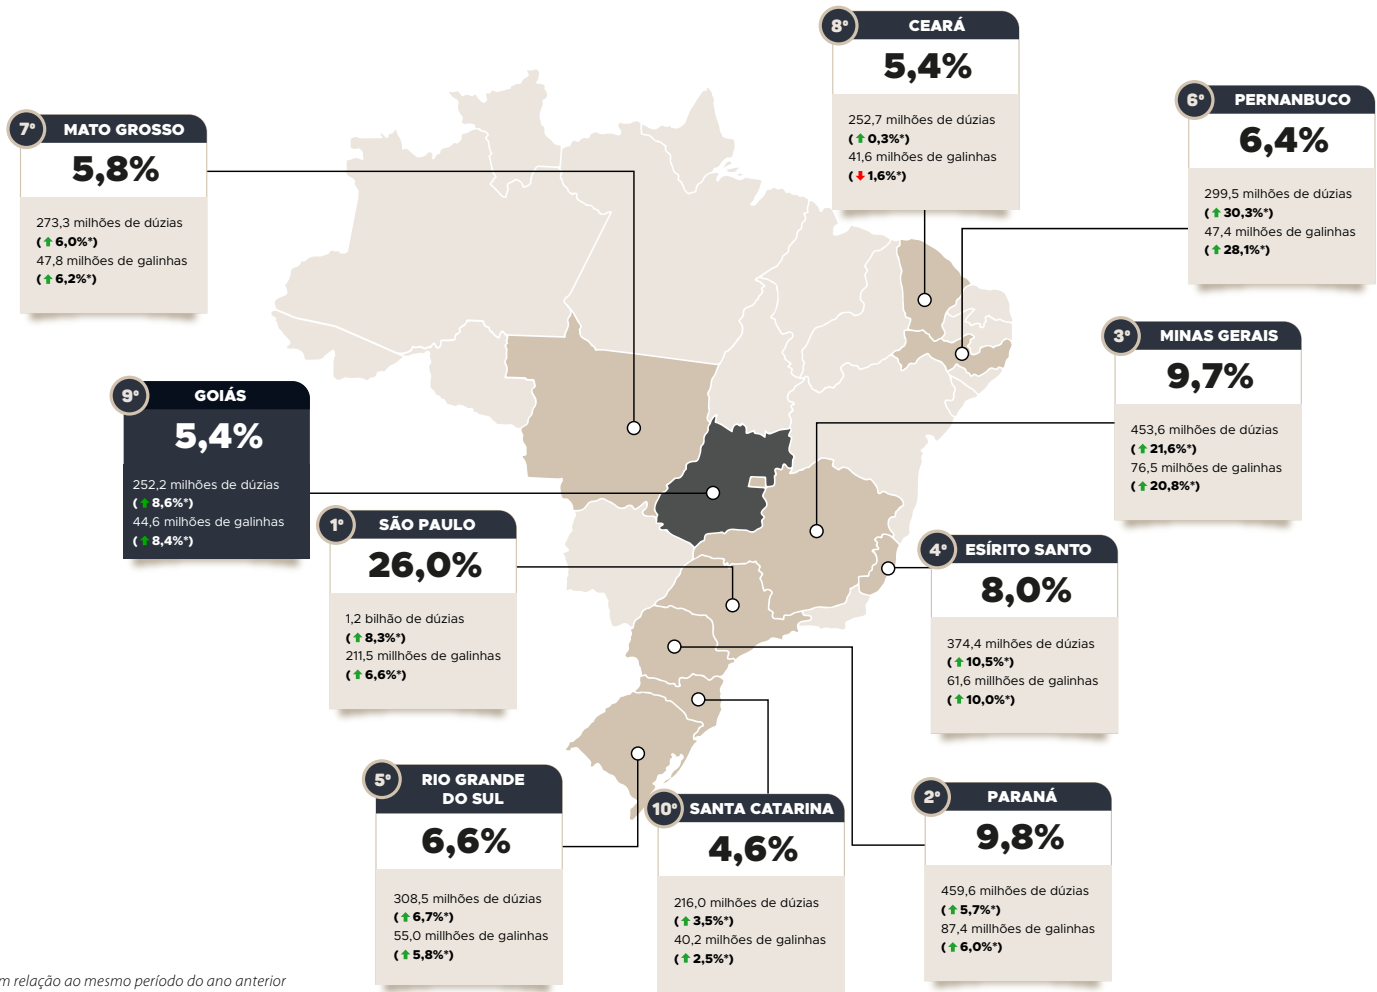 8º CEARÁ
5,4%
252,7 milhões de dúzias
(0,3%*)
41,6 milhões de galinhas
(1,6%*)
6º PERNANBUCO
6,4%
299,5 milhões de dúzias
(30,3%*)
47,4 milhões de galinhas
(28,1%*)
7º MATO GROSSO
5,8%
273,3 milhões de dúzias
(6,0%*)
47,8 milhões de galinhas
(6,2%*)
3º MINAS GERAIS
9,7%
453,6 milhões de dúzias
(21,6%*)
76,5 milhões de galinhas
(20,8%*)
9º GOIÁS
5,4%
252,2 milhões de dúzias
(8,6%*)
44,6 milhões de galinhas
(8,4%*)
1º SÃO PAULO
26,0%
1,2 bilhão de dúzias
(8,3%*)
211,5 millhões de galinhas
(6,6%*)
4º ESÍRITO SANTO
8,0%
374,4 milhões de dúzias
(10,5%*)
61,6 millhões de galinhas
(10,0%*)
5º RIO GRANDE
DO SUL
6,6%
308,5 milhões de dúzias
(6,7%*)
55,0 millhões de galinhas
(5,8%*)
10º SANTA CATARINA
4,6%
216,0 milhões de dúzias
(3,5%*)
40,2 milhões de galinhas
(2,5%*)
2º PARANÁ
9,8%
459,6 milhões de dúzias
(5,7%*)
87,4 millhões de galinhas
(6,0%*)
m relação ao mesmo período do ano anterior